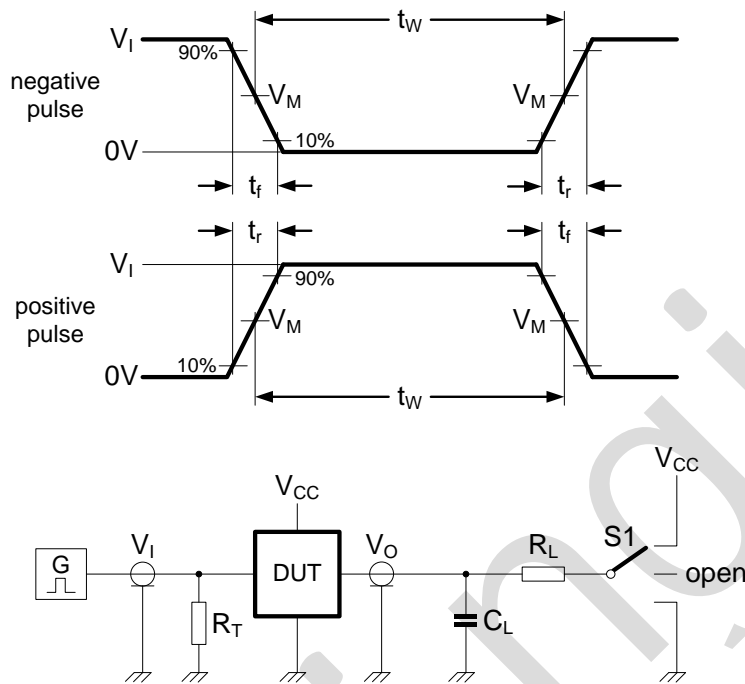 V_I
90%
t_W
negative pulse
V_M
V_M
0V
10%
t_f
t_r
t_r
t_f
V_I
90%
positive pulse
V_M
V_M
10%
0V
t_W
V_CC
V_CC
G
V_I
DUT
V_O
R_L
S1
open
R_T
C_L